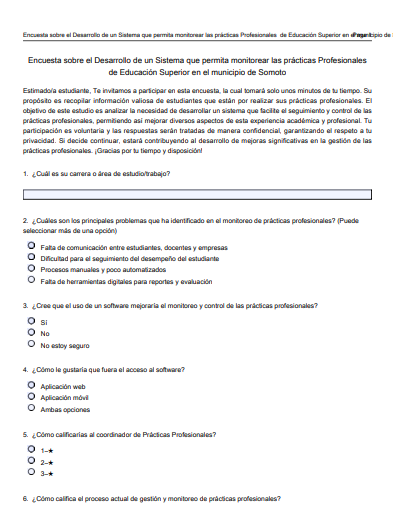 Encuesta sobre el Desarrollo de un Sistema que permita monitorear las prácticas Profesionales de Educación Superior en el municipio de
Encuesta sobre el Desarrollo de un Sistema que permita monitorear las prácticas Profesionales
de Educación Superior en el municipio de Somoto
Estimado/a estudiante, Te invitamos a participar en esta encuesta, la cual tomará solo unos minutos de tu tiempo. Su
propósito es recopilar información valiosa de estudiantes que están por realizar sus prácticas profesionales. El
objetivo de este estudio es analizar la necesidad de desarrollar un sistema que facilite el seguimiento y control de las
prácticas profesionales, permitiendo así mejorar diversos aspectos de esta experiencia académica y profesional. Tu
participación es voluntaria y las respuestas serán tratadas de manera confidencial, garantizando el respeto a tu
privacidad. Si decide continuar, estará contribuyendo al desarrollo de mejoras significativas en la gestión de las
prácticas profesionales. ¡Gracias por tu tiempo y disposición!
1. ¿Cuál es su carrera o área de estudio/trabajo?
2. ¿Cuáles son los principales problemas que ha identificado en el monitoreo de prácticas profesionales? (Puede
seleccionar más de una opción)
Falta de comunicación entre estudiantes, docentes y empresas
Dificultad para el seguimiento del desempeño del estudiante
Procesos manuales y poco automatizados
Falta de herramientas digitales para reportes y evaluación
3. ¿Cree que el uso de un software mejoraría el monitoreo y control de las prácticas profesionales?
Sí
No
No estoy seguro
4. ¿Cómo le gustaría que fuera el acceso al software?
Aplicación web
Aplicación móvil
Ambas opciones
5. ¿Cómo calificarías al coordinador de Prácticas Profesionales?
1–★
2–★
3–★
6. ¿Cómo califica el proceso actual de gestión y monitoreo de prácticas profesionales?